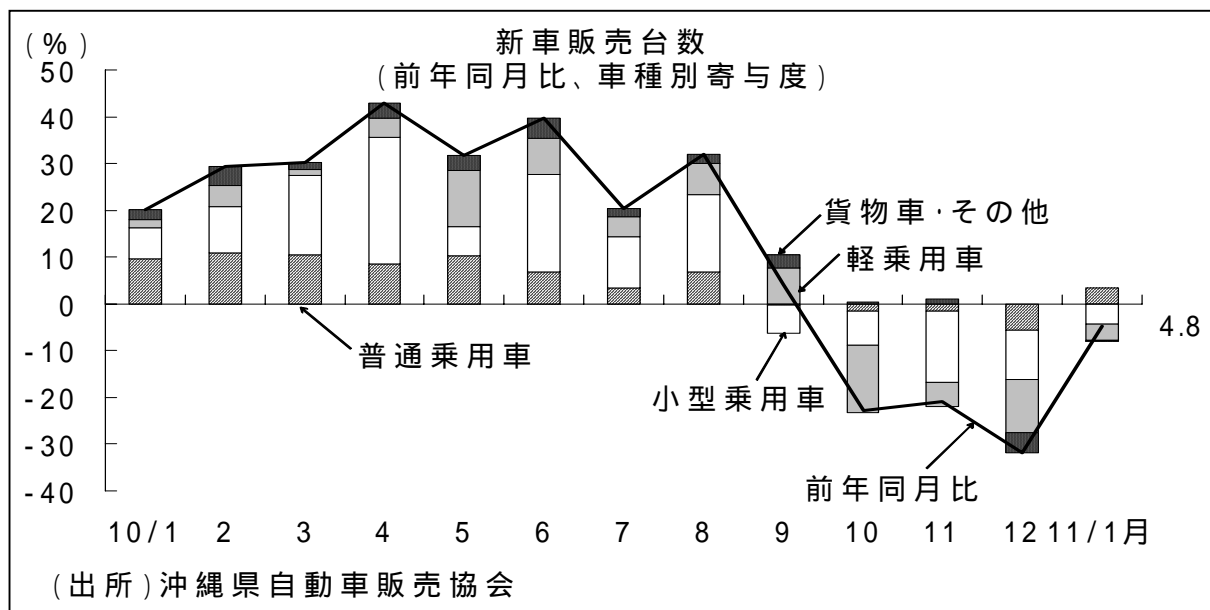 (%)
新車販売台数
(前年同月比、車種別寄与度)
50
40
30
20
10
0
-10
-20
-30
-40
貨物車・その他
軽乗用車
普通乗用車
小型乗用車
前年同月比
4.8
10/1 2 3 4 5 6 7 8 9 10 11 12 11/1月
(出所)沖縄県自動車販売協会